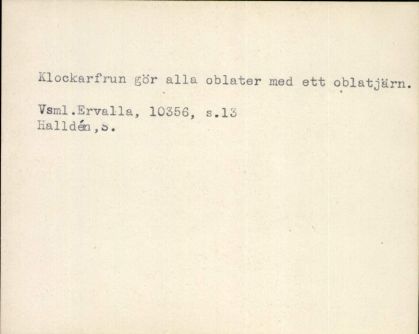 Klockarfrun gör alla oblater med ett oblatjärn.
Vsml.Ervalla, 10356, s.13
Halldén,S.